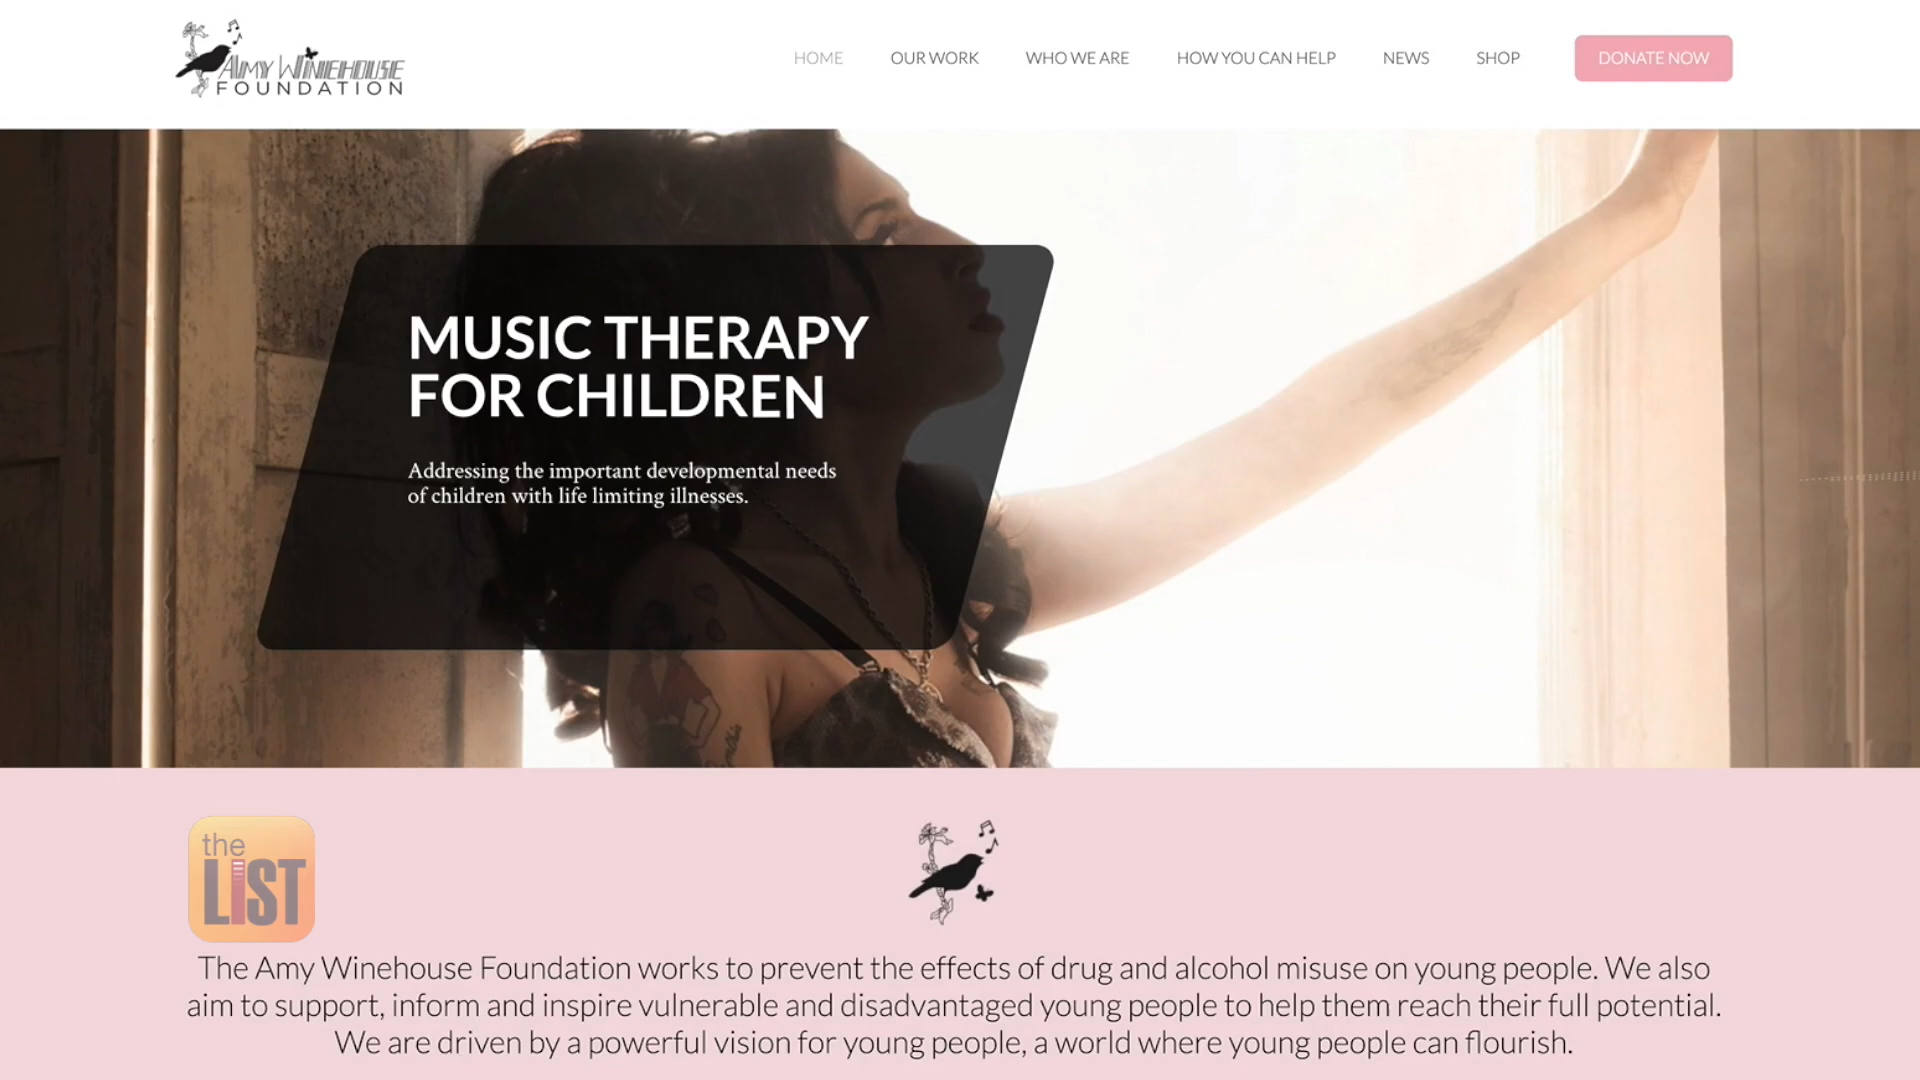 AMY WINEHOUSE
FOUNDATION
HOME
OUR WORK
WHO WE ARE
HOW YOU CAN HELP
NEWS
SHOP
DONATE NOW
MUSIC THERAPY
FOR CHILDREN
Addressing the important developmental needs
of children with life limiting illnesses.
the
LIST
The Amy Winehouse Foundation works to prevent the effects of drug and alcohol misuse on young people. We also
aim to support, inform and inspire vulnerable and disadvantaged young people to help them reach their full potential.
We are driven by a powerful vision for young people, a world where young people can flourish.